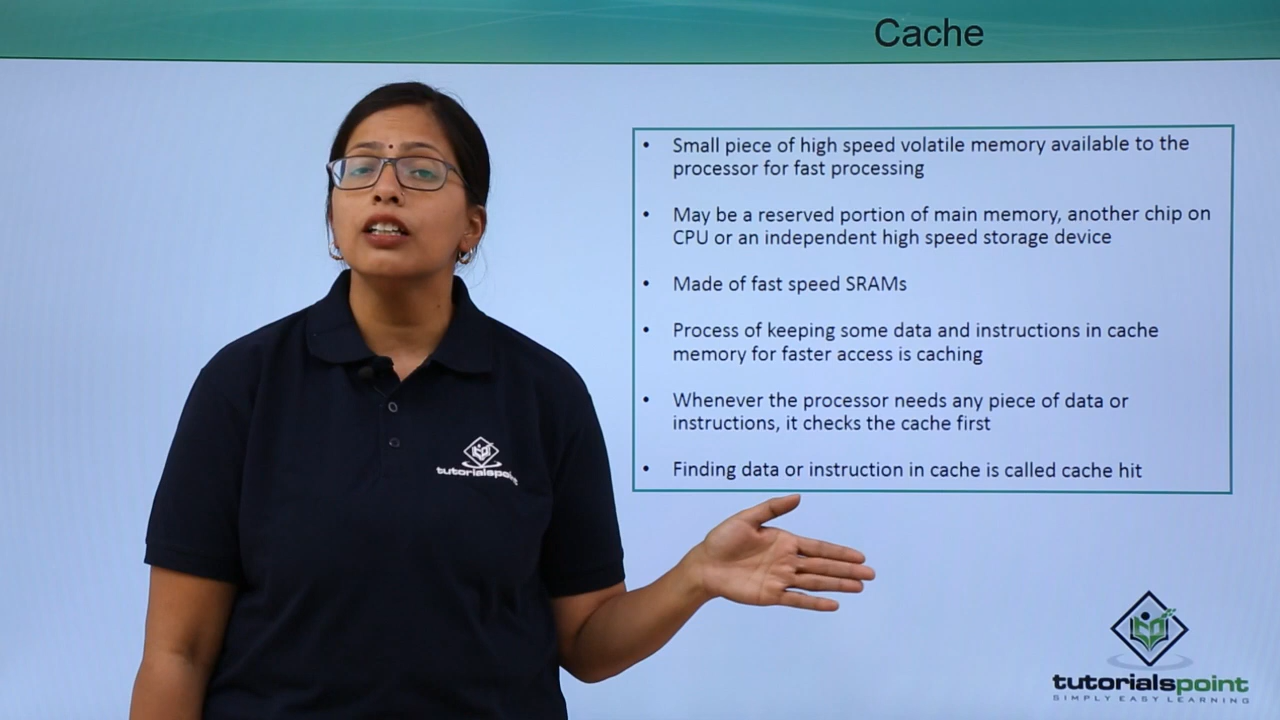 Cache
• Small piece of high speed volatile memory available to the
processor for fast processing
• May be a reserved portion of main memory, another chip on
CPU or an independent high speed storage device
• Made of fast speed SRAMs
• Process of keeping some data and instructions in cache
memory for faster access is caching
• Whenever the processor needs any piece of data or
instructions, it checks the cache first
• Finding data or instruction in cache is called cache hit
tutorialspoint
tutorialspoint
SIMPLY EASY LEARNING